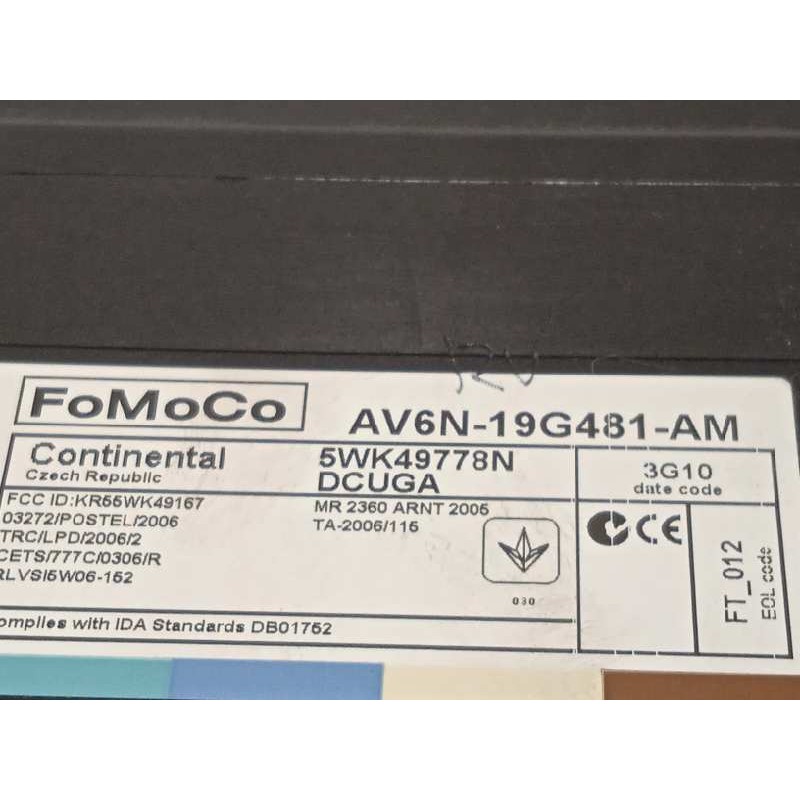 FoMoCo
AV6N-19G481-AM
Continental
Czech Republic
5WK49778N
DCUGA
3G10
date code
FCC ID:KR55WK49167
03272/POSTEL/2006
TRC/LPD/2006/2
CETS/777C/0306/R
RLVSI5W06-152
MR 2360 ARNT 2005
TA-2006/115
030
CE
FT_012
EOL code
omplies with IDA Standards DB01752